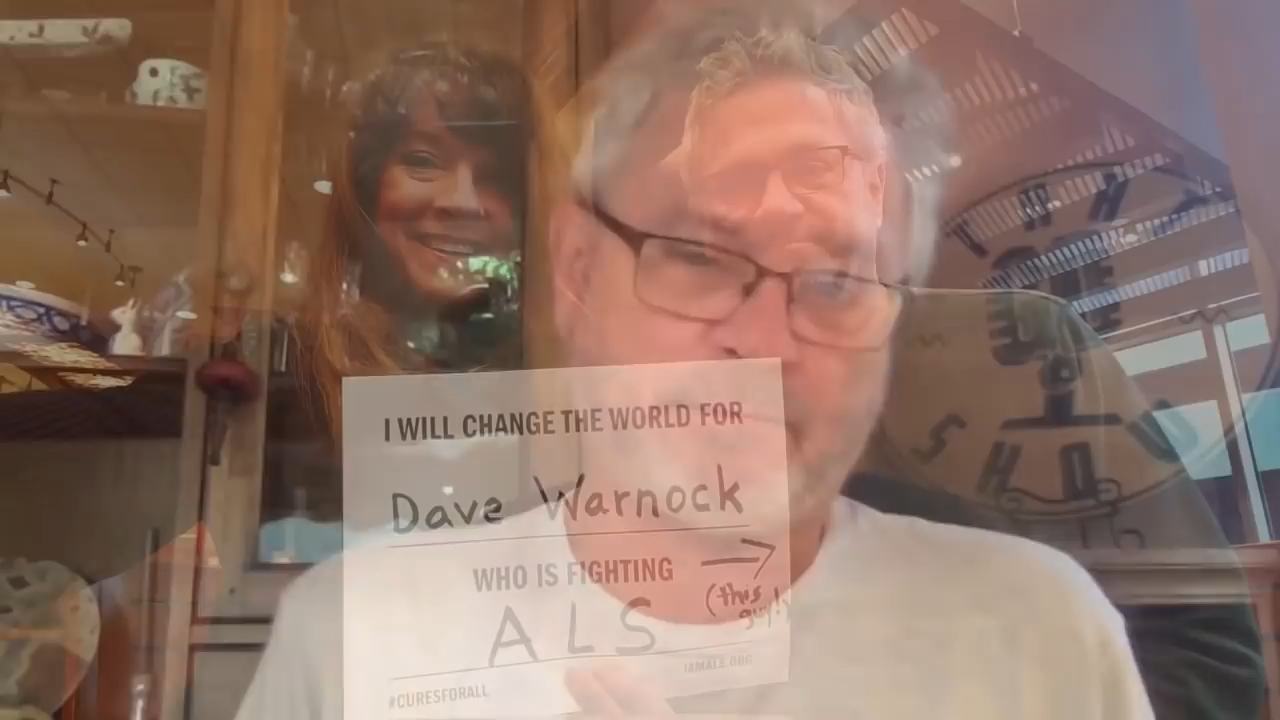 I WILL CHANGE THE WORLD FOR
Dave Warnock
WHO IS FIGHTING →
(this guy!)
ALS
IAMALS.ORG
#CURESFORALL